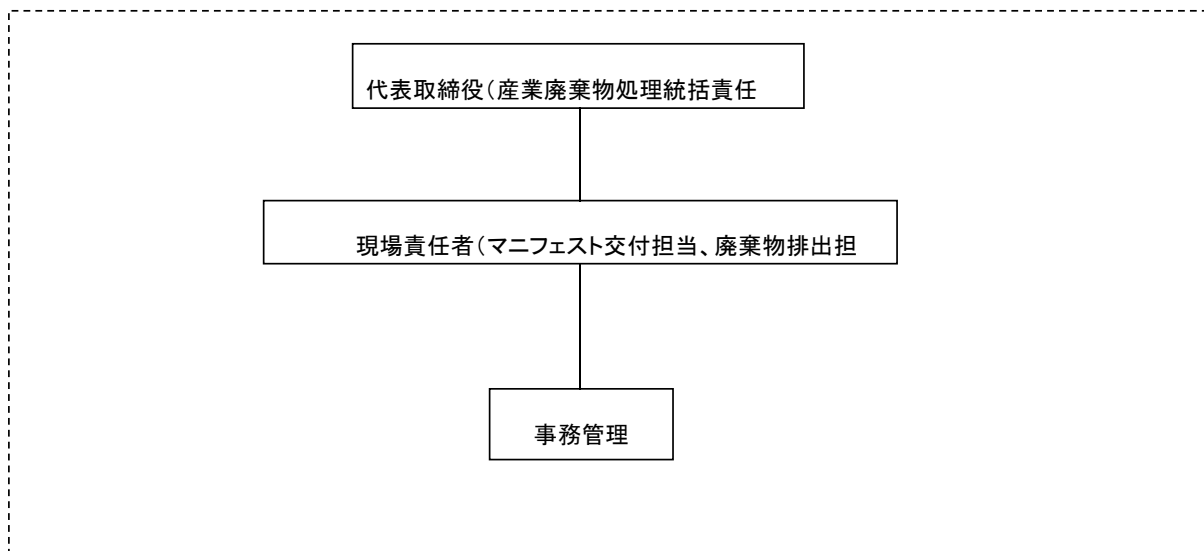 代表取締役(産業廃棄物処理統括責任
現場責任者(マニフェスト交付担当、廃棄物排出担
事務管理